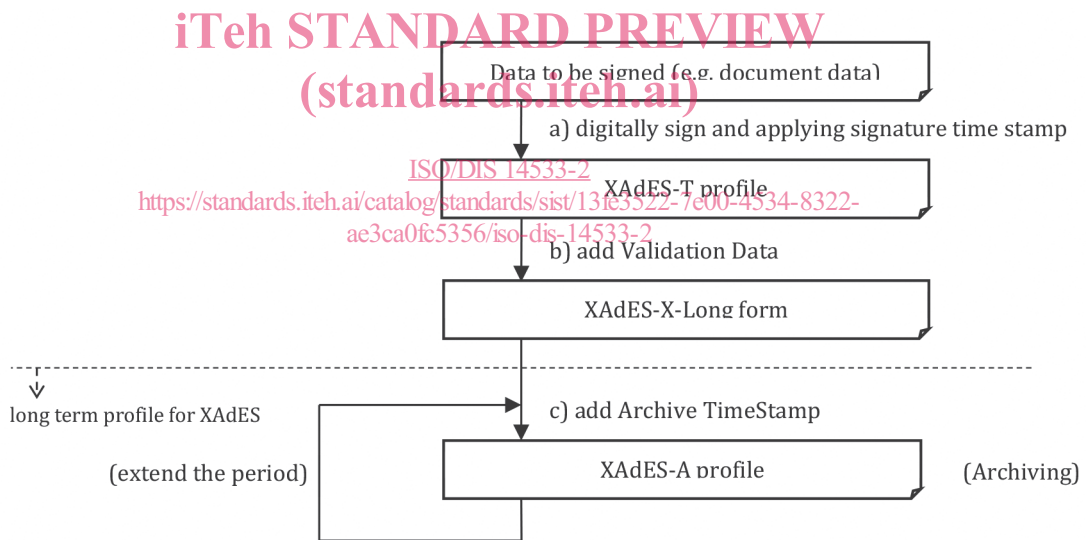 iTeh STANDARD PREVIEW
Data to be signed (e.g. document data)
(standards.iteh.ai)
a) digitally sign and applying signature time stamp
ISO/DIS 14533-2
XAdES-T profile
https://standards.iteh.ai/catalog/standards/sist/13fe3522-7e00-4534-8322-
ae3ca0fc5356/iso-dis-14533-2
b) add Validation Data
XAdES-X-Long form
long term profile for XAdES
c) add Archive TimeStamp
(extend the period)
XAdES-A profile
(Archiving)